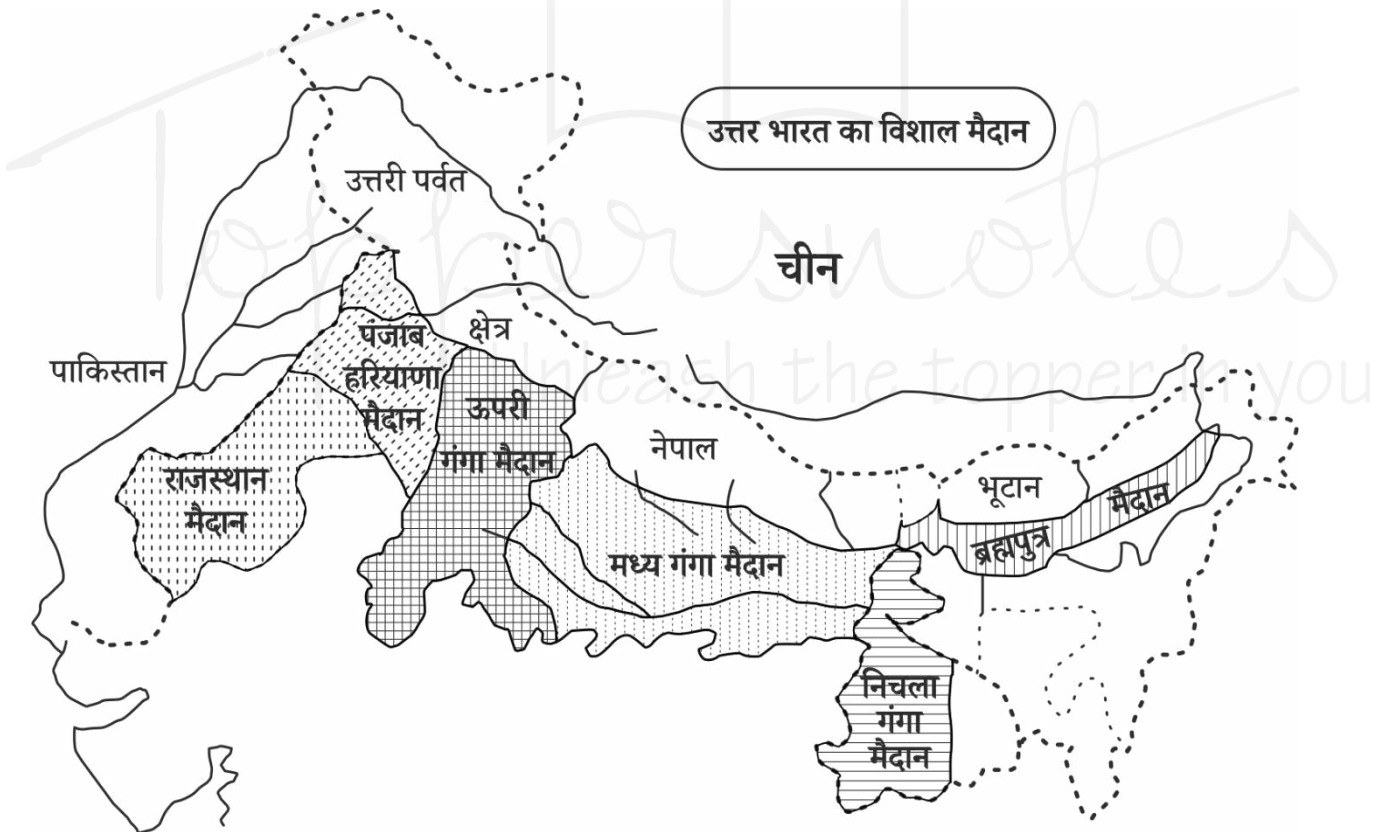 उत्तर भारत का विशाल मैदान
उत्तरी पर्वत
चीन
पंजाब
हरियाणा
मैदान
क्षेत्र
पाकिस्तान
ऊपरी
गंगा मैदान
नेपाल
राजस्थान
मैदान
भूटान
ब्रह्मपुत्र
मैदान
मध्य गंगा मैदान
निचला
गंगा
मैदान
Toppersnotes
Unleash the topper in you